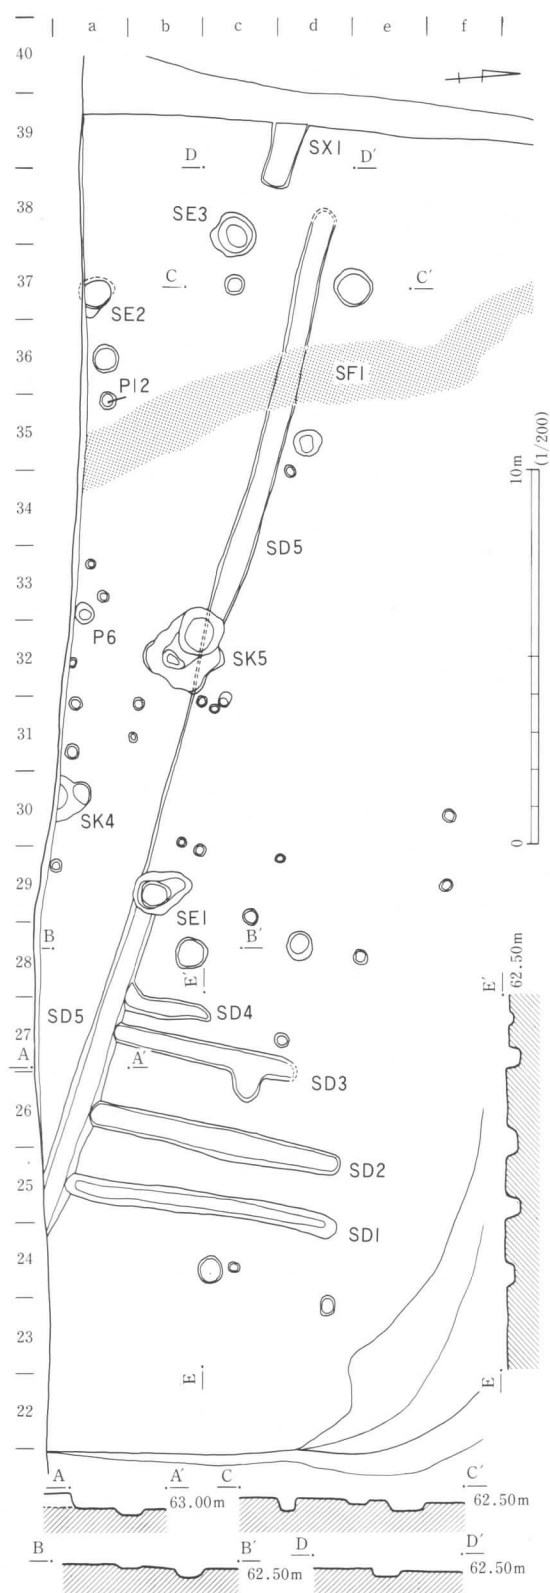 a b c d e f
40
39
SX1
D D′
38
SE3
C C′
37
SE2
36
SF1
P12
35
10m
(1/200)
34
SD5
33
P6
32
SK5
31
30
SK4
0
29
SE1
B B′
28
E′ E′
62.50m
SD4
SD5
27
A A′
SD3
26
SD2
25
SD1
24
23
E E
22
A A′ C C′
63.00m 62.50m
B B′ D D′
62.50m 62.50m